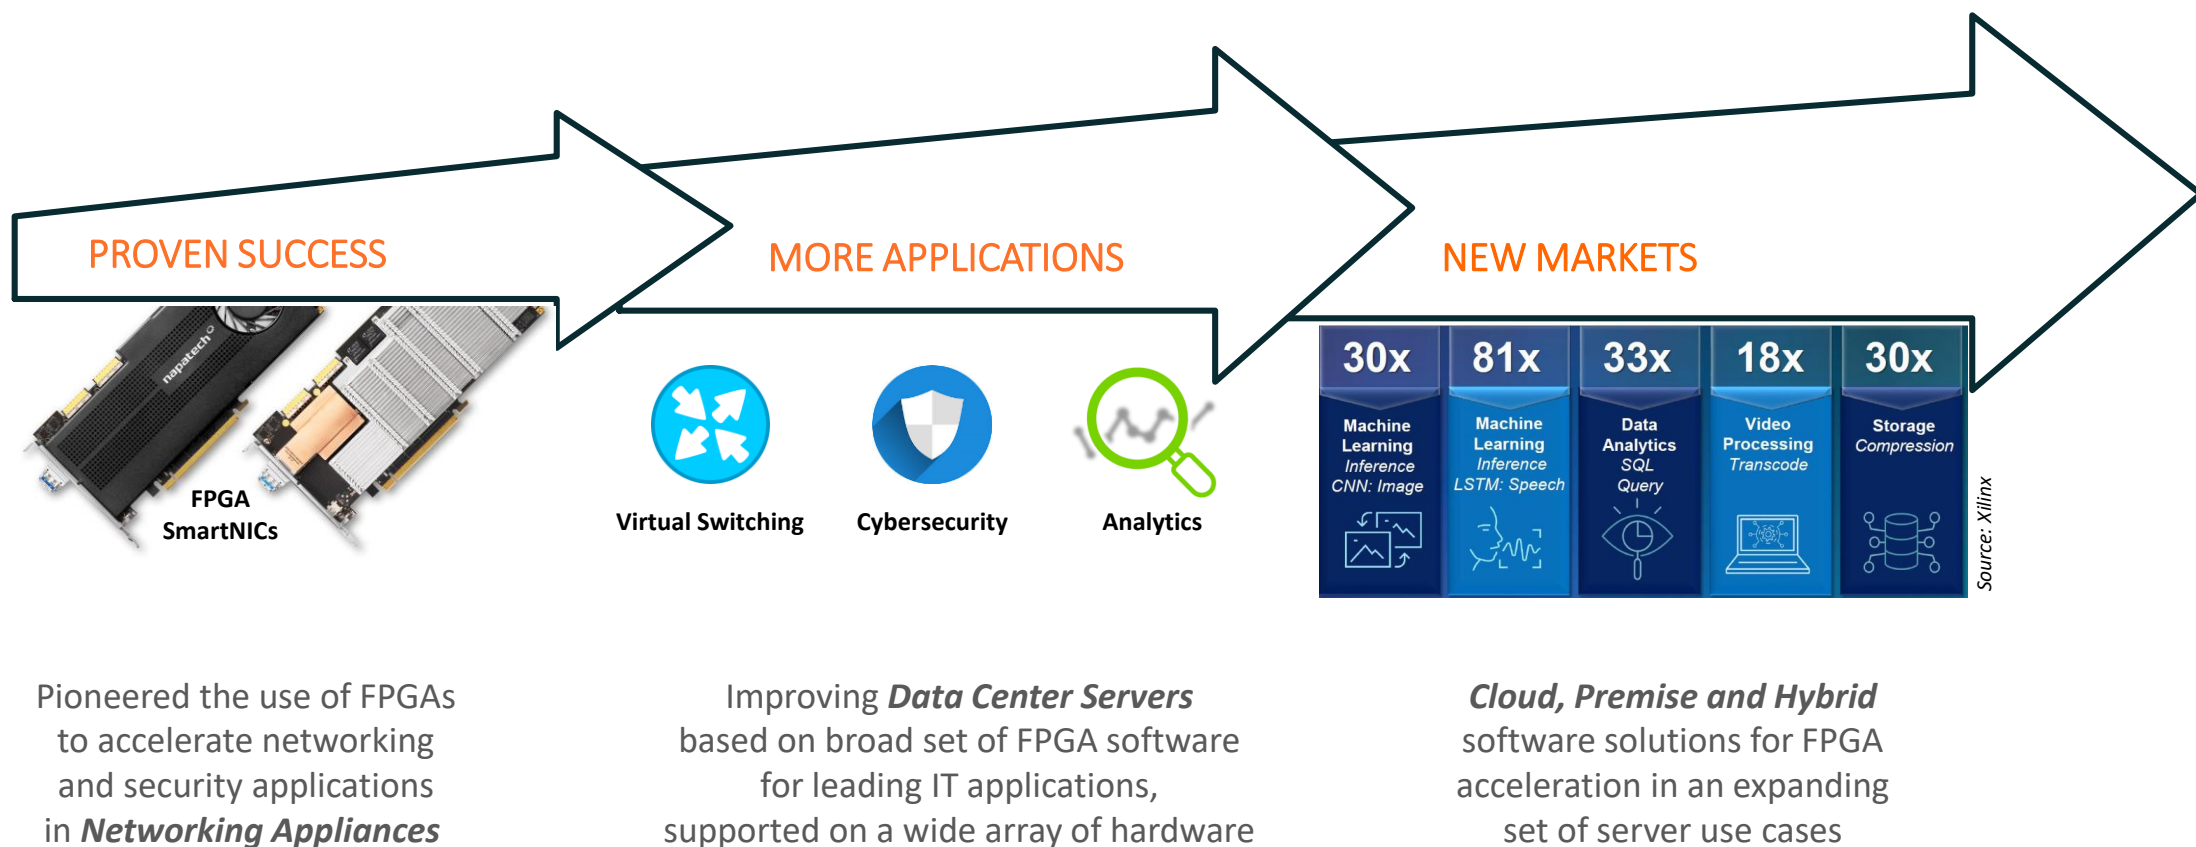 PROVEN SUCCESS
MORE APPLICATIONS
NEW MARKETS
napatech
FPGA
SmartNICs
Virtual Switching
Cybersecurity
Analytics
30x
Machine
Learning
Inference
CNN: Image
81x
Machine
Learning
Inference
LSTM: Speech
33x
Data
Analytics
SQL
Query
18x
Video
Processing
Transcode
30x
Storage
Compression
Source: Xilinx
Pioneered the use of FPGAs
to accelerate networking
and security applications
in Networking Appliances
Improving Data Center Servers
based on broad set of FPGA software
for leading IT applications,
supported on a wide array of hardware
Cloud, Premise and Hybrid
software solutions for FPGA
acceleration in an expanding
set of server use cases